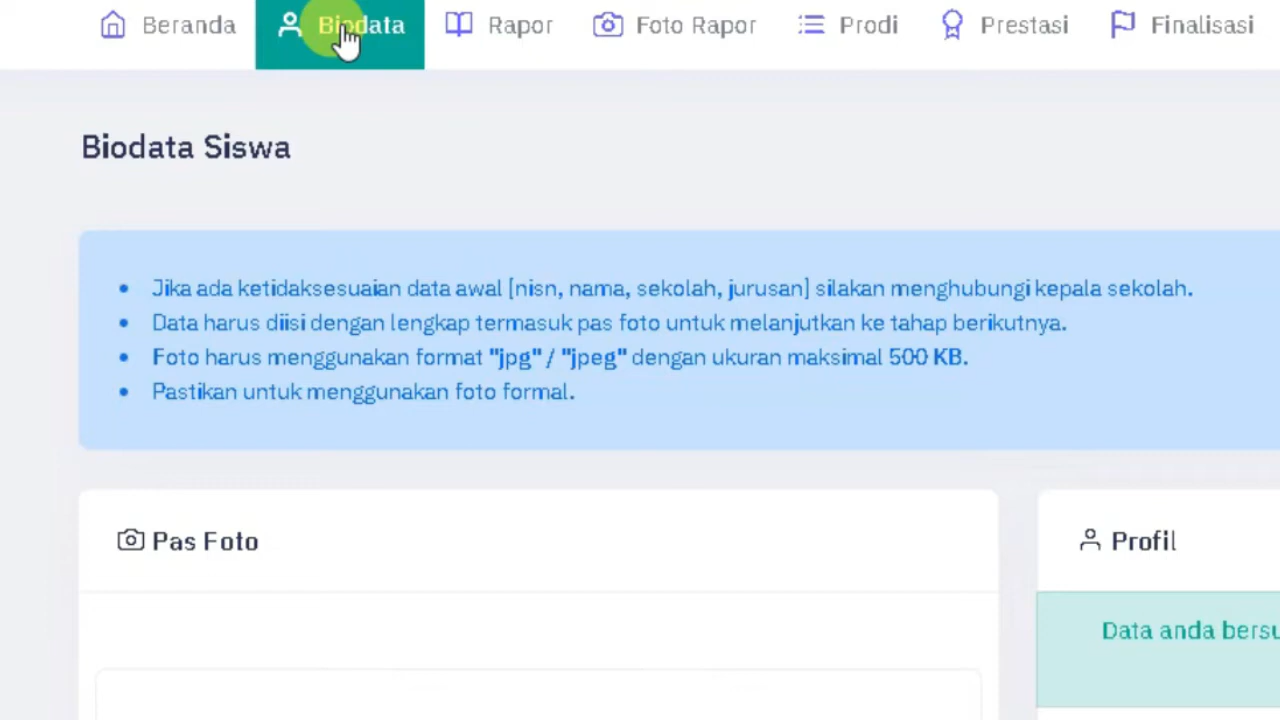 Beranda Biodata Rapor Foto Rapor Prodi Prestasi Finalisasi
Biodata Siswa
Jika ada ketidaksesuaian data awal [nisn, nama, sekolah, jurusan] silakan menghubungi kepala sekolah.
Data harus diisi dengan lengkap termasuk pas foto untuk melanjutkan ke tahap berikutnya.
Foto harus menggunakan format "jpg" / "jpeg" dengan ukuran maksimal 500 KB.
Pastikan untuk menggunakan foto formal.
Pas Foto
Profil
Data anda bersu